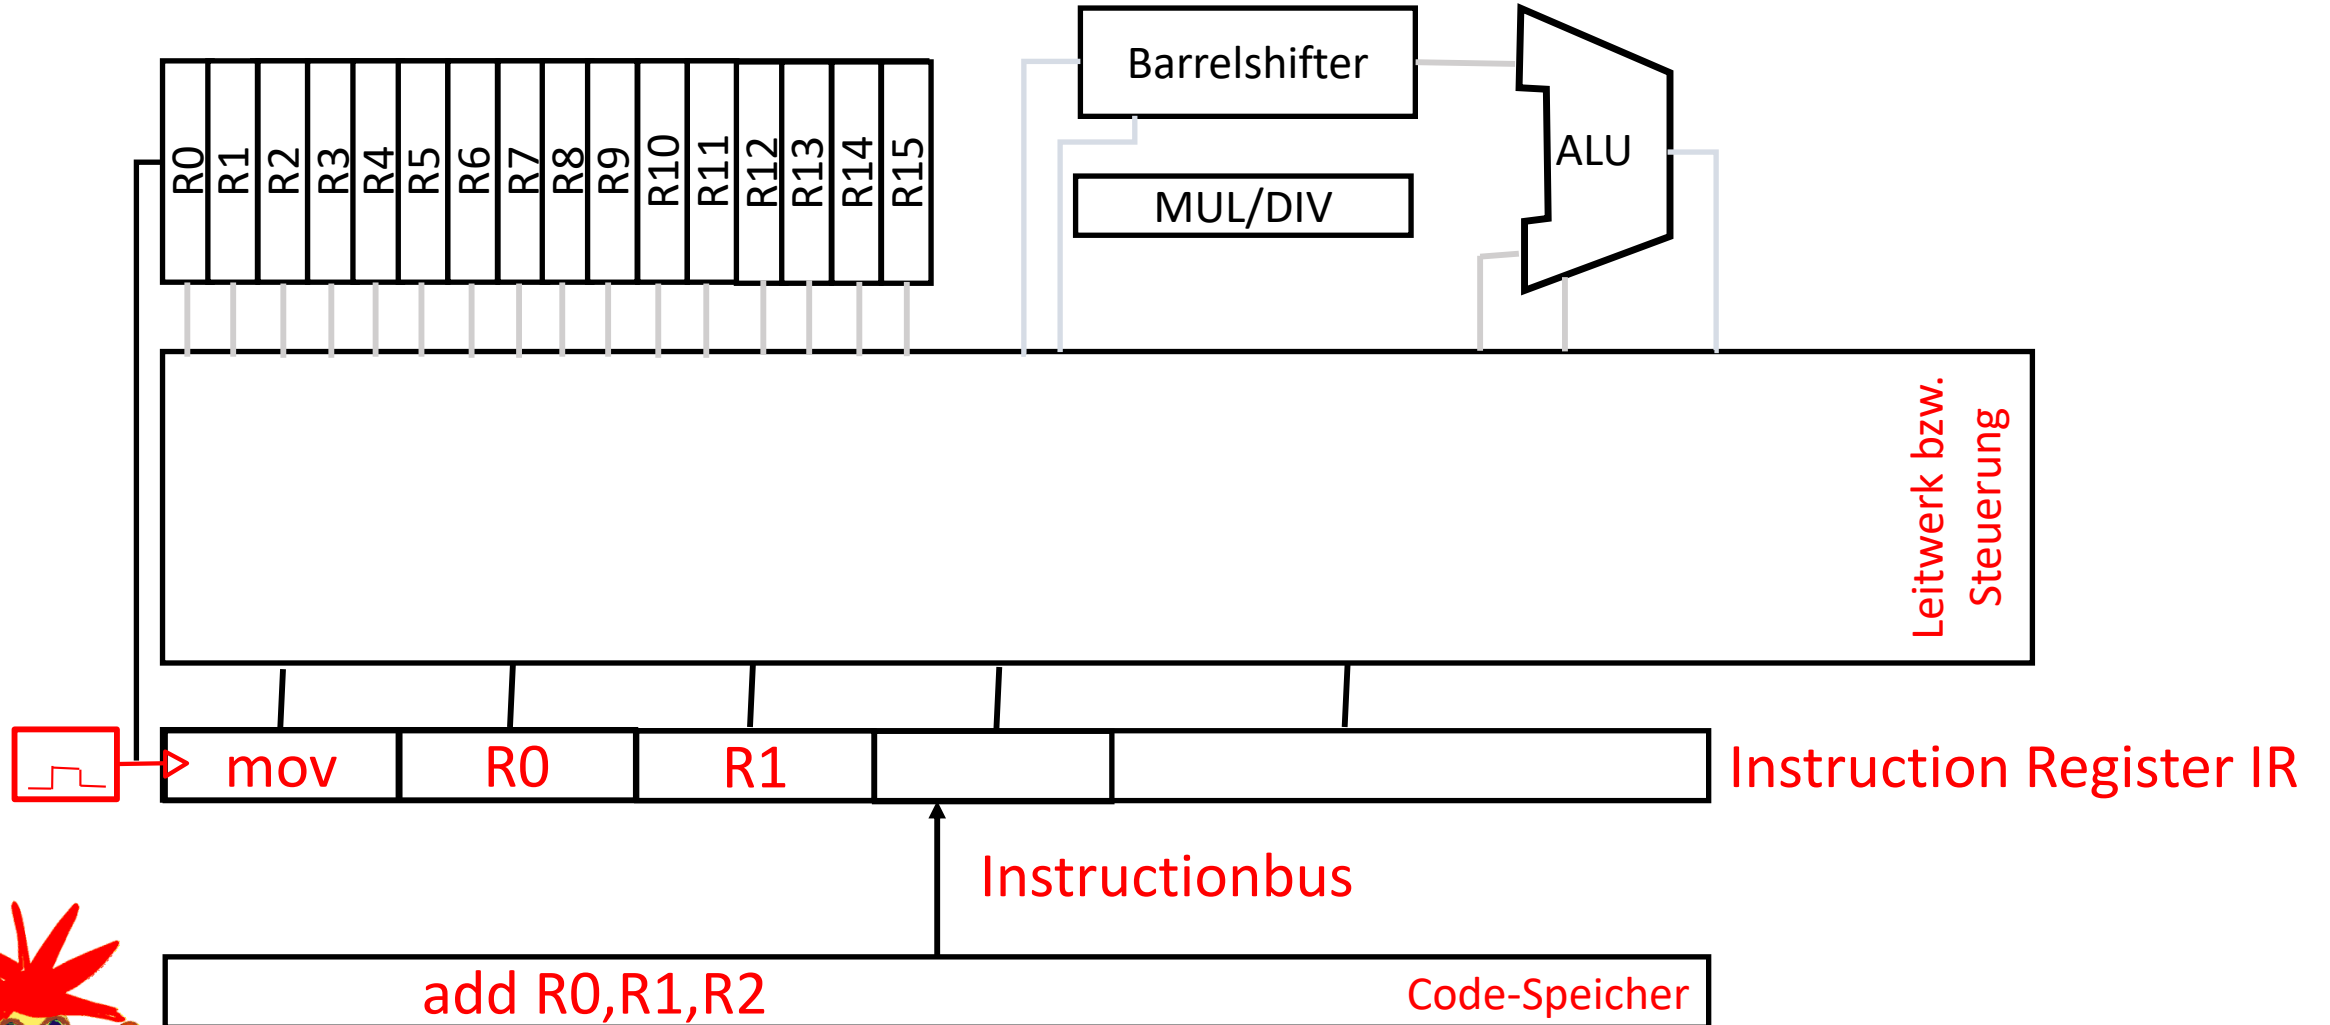 R0
R1
R2
R3
R4
R5
R6
R7
R8
R9
R10
R11
R12
R13
R14
R15
Barrelshifter
MUL/DIV
ALU
Leitwerk bzw.
Steuerung
mov R0 R1
Instruction Register IR
Instructionbus
add R0,R1,R2
Code-Speicher